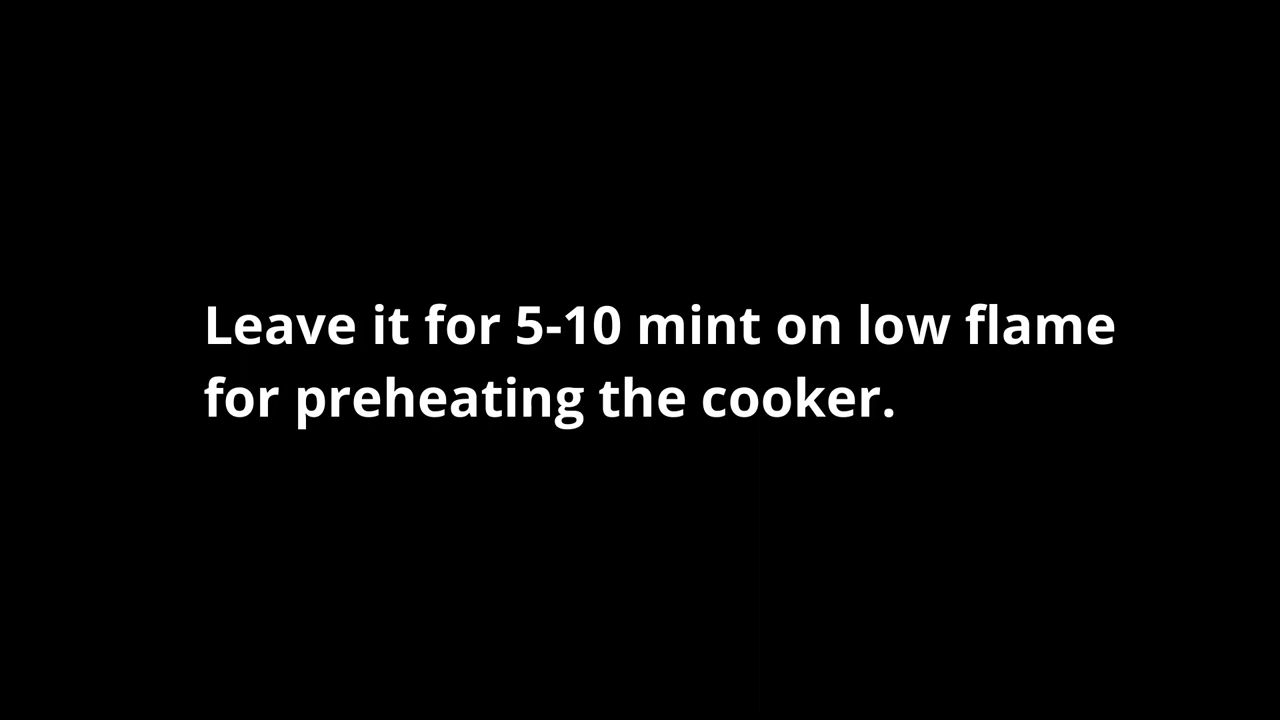 Leave it for 5-10 mint on low flame
for preheating the cooker.